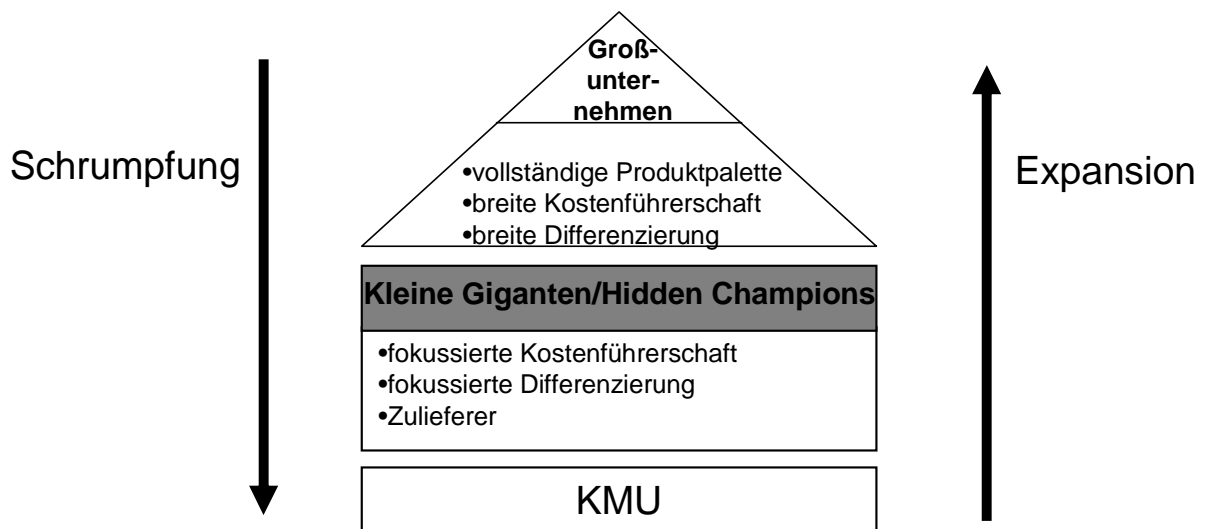 Groß-
unter-
nehmen
Schrumpfung
•vollständige Produktpalette
•breite Kostenführerschaft
•breite Differenzierung
Expansion
Kleine Giganten/Hidden Champions
•fokussierte Kostenführerschaft
•fokussierte Differenzierung
•Zulieferer
KMU